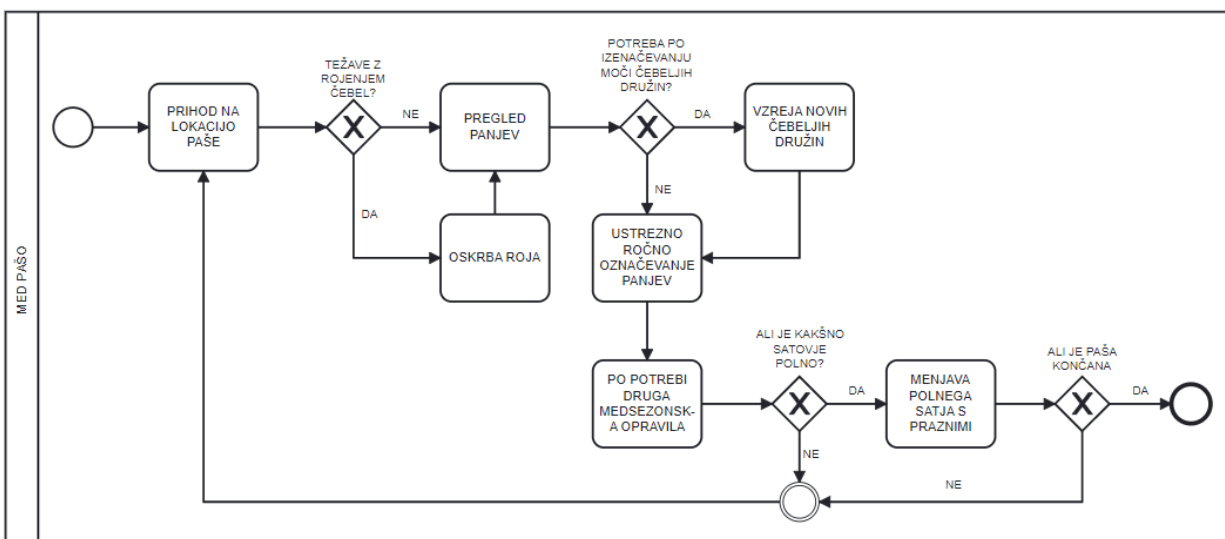 MED PAŠO
PRIHOD NA
LOKACIJO
PAŠE
TEŽAVE Z
ROJENJEM
ČEBEL?
NE
DA
PREGLED
PANJEV
OSKRBA ROJA
POTREBA PO
IZENAČEVANJU
MOČI ČEBELJIH
DRUŽIN?
DA
NE
VZREJA NOVIH
ČEBELJIH
DRUŽIN
USTREZNO
ROČNO
OZNAČEVANJE
PANJEV
PO POTREBI
DRUGA
MEDSEZONSK-
A OPRAVILA
ALI JE KAKŠNO
SATOVJE
POLNO?
DA
NE
MENJAVA
POLNEGA
SATJA S
PRAZNIMI
ALI JE PAŠA
KONČANA
DA
NE